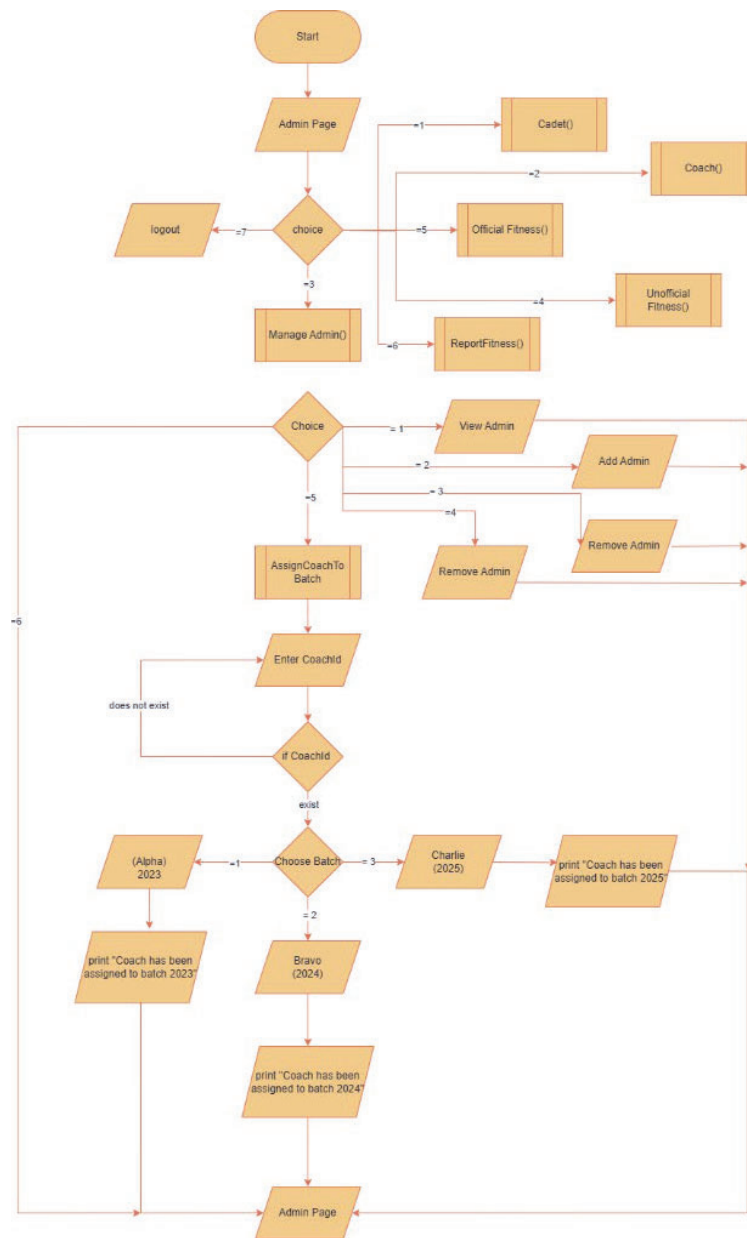 Start
Admin Page
=1
Cadet()
=2
Coach()
logout
=7
choice
=5
Official Fitness()
=3
=4
Unofficial
Fitness()
Manage Admin()
=6
ReportFitness()
Choice
= 1
View Admin
= 2
Add Admin
= 3
=5
=4
Remove Admin
AssignCoachTo
Batch
Remove Admin
=6
Enter CoachId
does not exist
if CoachId
exist
(Alpha)
2023
=1
Choose Batch
= 3
Charlie
(2025)
print "Coach has been
assigned to batch 2025"
= 2
print "Coach has been
assigned to batch 2023"
Bravo
(2024)
print "Coach has been
assigned to batch 2024"
Admin Page